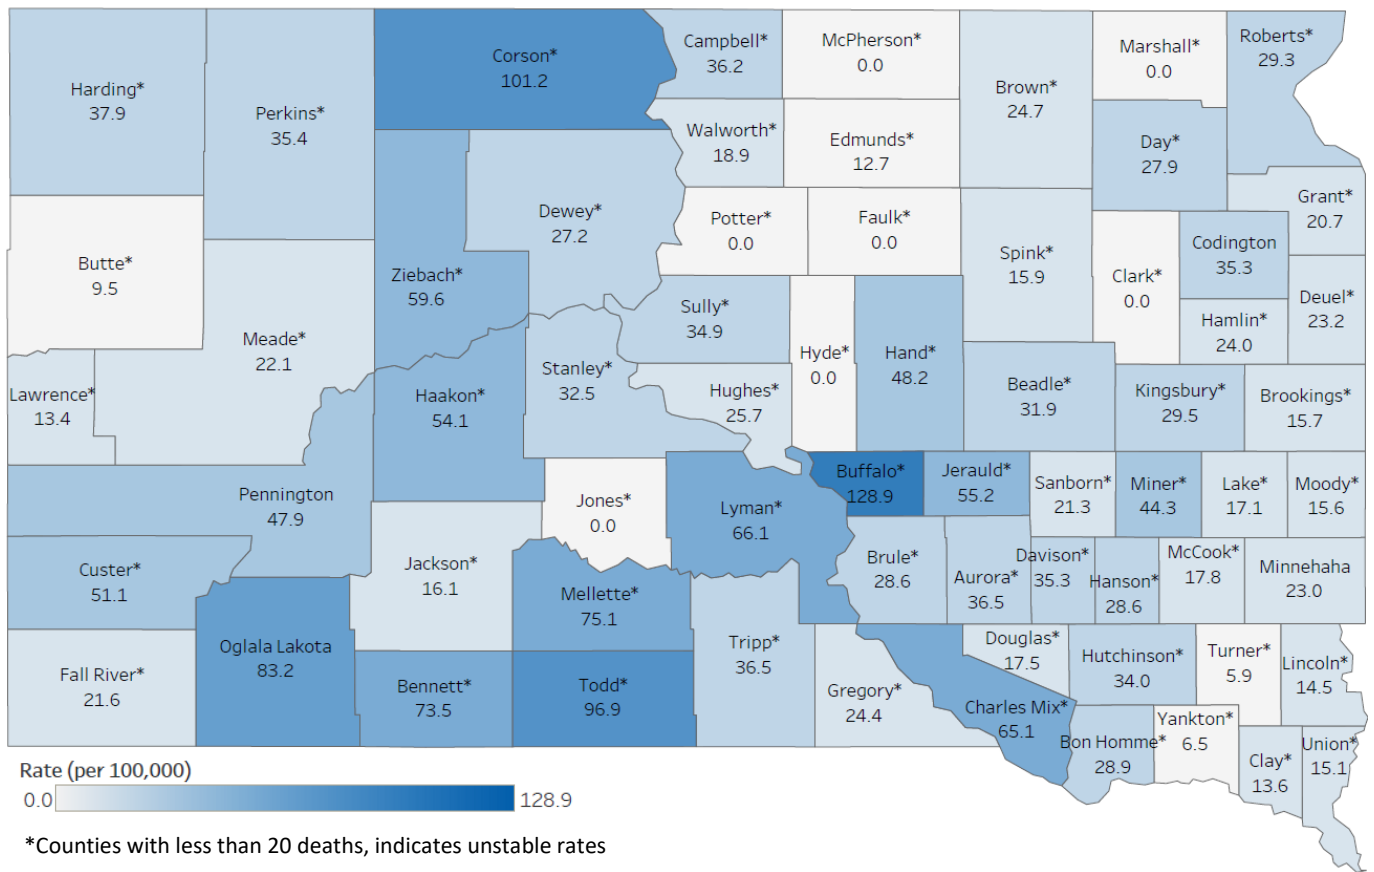 Harding*
37.9
Perkins*
35.4
Corson*
101.2
Campbell*
36.2
McPherson*
0.0
Brown*
24.7
Marshall*
0.0
Roberts*
29.3
Walworth*
18.9
Edmunds*
12.7
Day*
27.9
Grant*
20.7
Butte*
9.5
Ziebach*
59.6
Dewey*
27.2
Potter*
0.0
Faulk*
0.0
Spink*
15.9
Clark*
0.0
Codington
35.3
Deuel*
23.2
Hamlin*
24.0
Meade*
22.1
Lawrence*
13.4
Haakon*
54.1
Stanley*
32.5
Sully*
34.9
Hughes*
25.7
Hyde*
0.0
Hand*
48.2
Beadle*
31.9
Kingsbury*
29.5
Brookings*
15.7
Pennington
47.9
Jones*
0.0
Lyman*
66.1
Buffalo*
128.9
Jerauld*
55.2
Sanborn*
21.3
Miner*
44.3
Lake*
17.1
Moody*
15.6
Custer*
51.1
Jackson*
16.1
Mellette*
75.1
Brule*
28.6
Aurora*
36.5
Davison*
35.3
Hanson*
28.6
McCook*
17.8
Minnehaha
23.0
Fall River*
21.6
Oglala Lakota
83.2
Bennett*
73.5
Todd*
96.9
Tripp*
36.5
Gregory*
24.4
Charles Mix*
65.1
Douglas*
17.5
Hutchinson*
34.0
Turner*
5.9
Lincoln*
14.5
Bon Homme*
28.9
Yankton*
6.5
Clay*
13.6
Union*
15.1
Rate (per 100,000)
0.0 128.9
*Counties with less than 20 deaths, indicates unstable rates